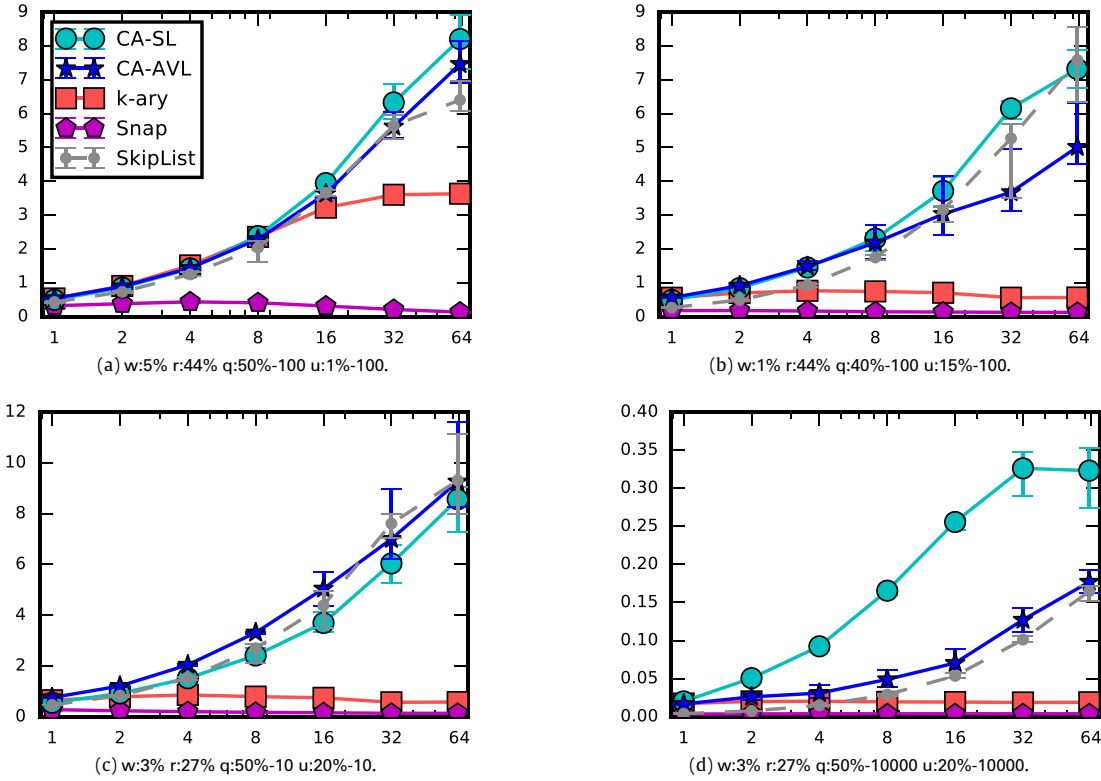 9
8
7
6
5
4
3
2
1
0
CA-SL
CA-AVL
k-ary
Snap
SkipList
1 2 4 8 16 32 64
(a) w:5% r:44% q:50%-100 u:1%-100.
9
8
7
6
5
4
3
2
1
0
1 2 4 8 16 32 64
(b) w:1% r:44% q:40%-100 u:15%-100.
12
10
8
6
4
2
0
1 2 4 8 16 32 64
(c) w:3% r:27% q:50%-10 u:20%-10.
0.40
0.35
0.30
0.25
0.20
0.15
0.10
0.05
0.00
1 2 4 8 16 32 64
(d) w:3% r:27% q:50%-10000 u:20%-10000.